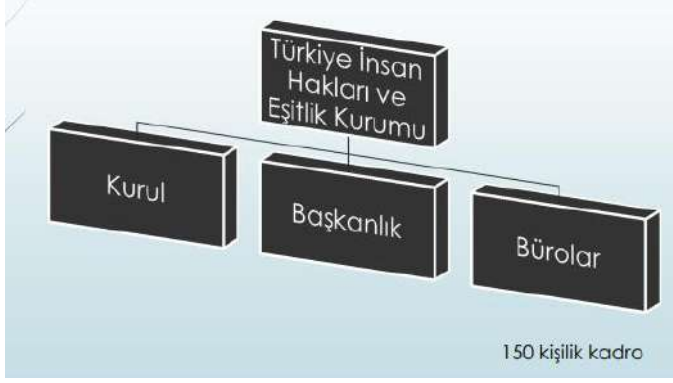 Türkiye İnsan
Hakları ve
Eşitlik Kurumu
Kurul
Başkanlık
Bürolar
150 kişilik kadro